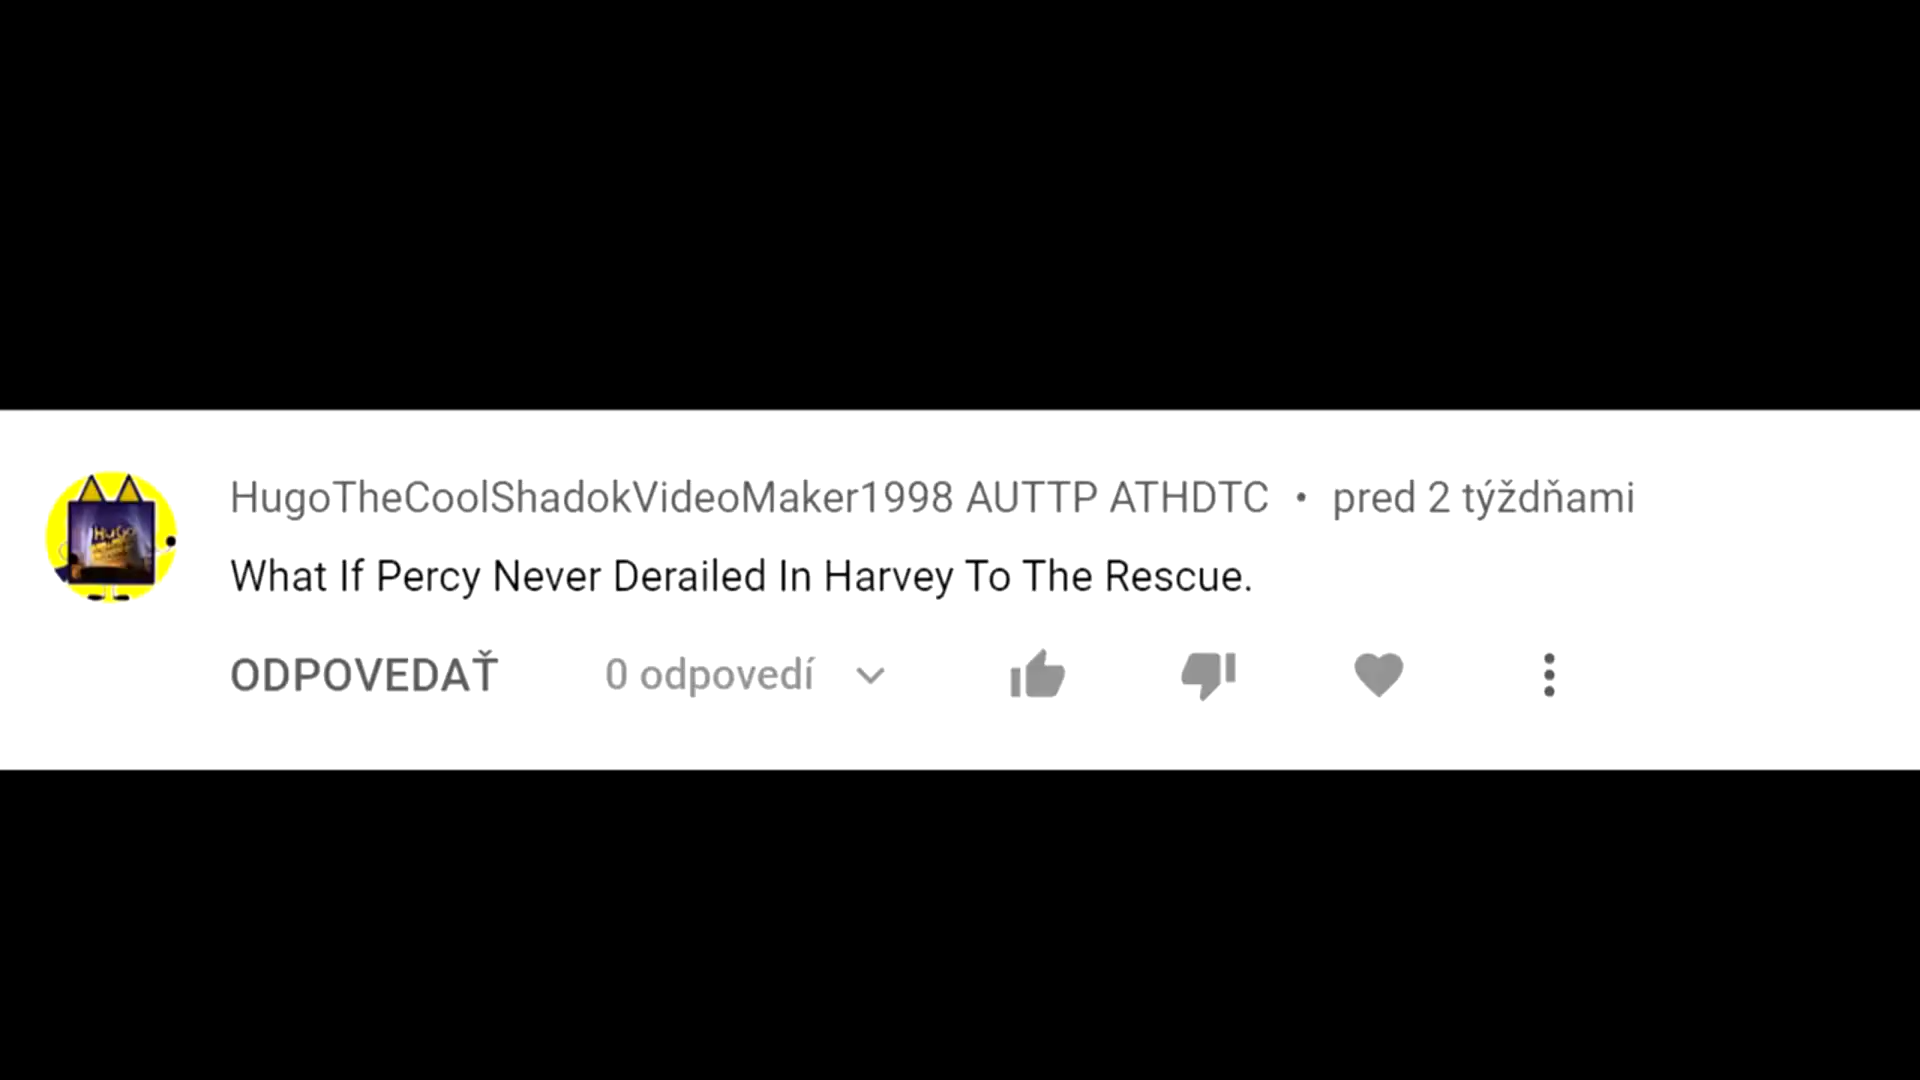 HugoTheCoolShadokVideoMaker1998 AUTTP ATHDTC • pred 2 týždňami
What If Percy Never Derailed In Harvey To The Rescue.
ODPOVEDAŤ 0 odpovedí
HUGO